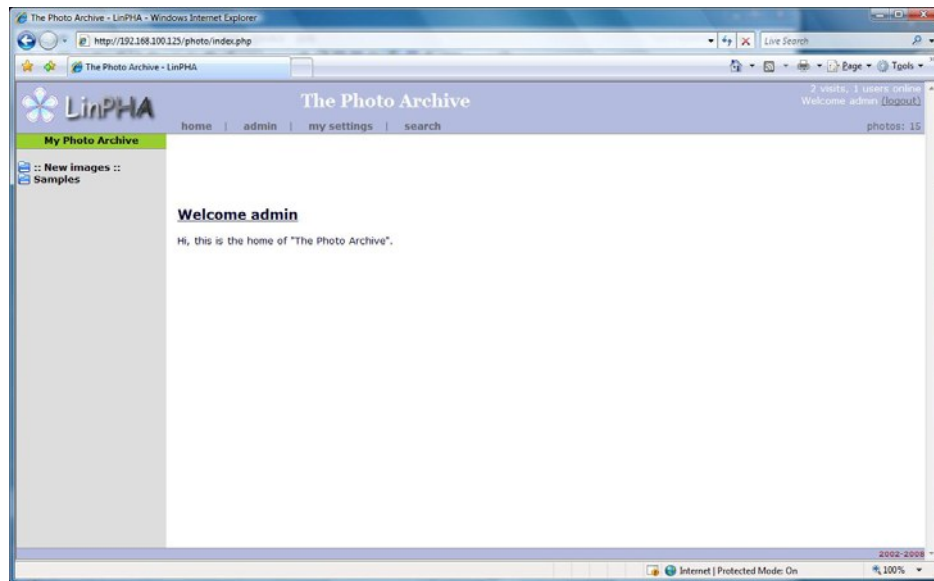 The Photo Archive - LinPHA - Windows Internet Explorer
http://192.168.100.125/photo/index.php
Live Search
The Photo Archive - LinPHA
Page
Tools
LinPHA
The Photo Archive
2 visits, 1 users online
Welcome admin (logout)
home | admin | my settings | search
photos: 15
My Photo Archive
:: New images ::
Samples
Welcome admin
Hi, this is the home of "The Photo Archive".
2002-2008
Internet | Protected Mode: On
100%